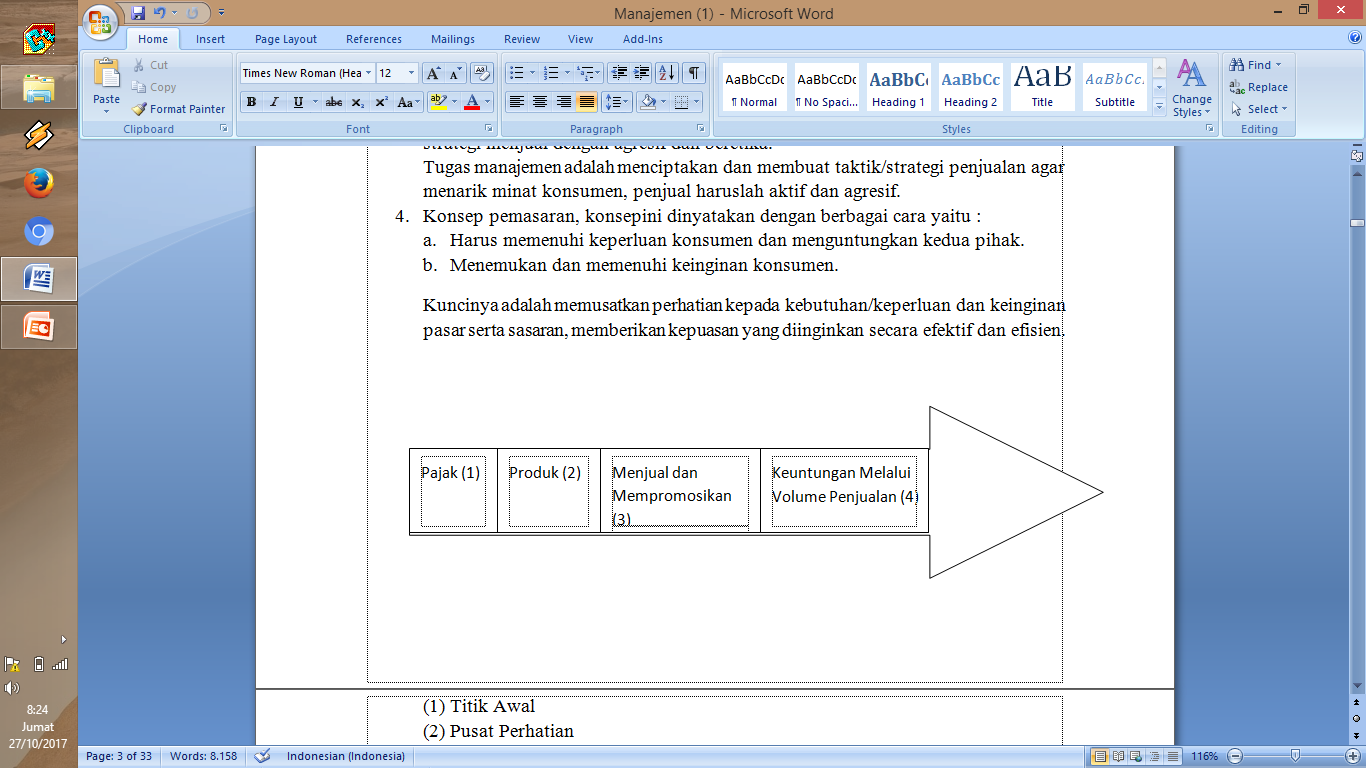 Manajemen (1) - Microsoft Word
Home Insert Page Layout References Mailings Review View Add-Ins
Paste
Cut
Copy
Format Painter
Clipboard
Times New Roman (Hea 12
Font
Paragraph
AaBbCcDc AaBbCcDc AaBbC AaBbCc AaB AaBbCc.
¶ Normal ¶ No Spaci... Heading 1 Heading 2 Title Subtitle
Change Styles
Styles
Find
Replace
Select
Editing
strategi menjual dengan agresif dan beretika.
Tugas manajemen adalah menciptakan dan membuat taktik/strategi penjualan agar
menarik minat konsumen, penjual haruslah aktif dan agresif.
4. Konsep pemasaran, konsepini dinyatakan dengan berbagai cara yaitu :
a. Harus memenuhi keperluan konsumen dan menguntungkan kedua pihak.
b. Menemukan dan memenuhi keinginan konsumen.
Kuncinya adalah memusatkan perhatian kepada kebutuhan/keperluan dan keinginan
pasar serta sasaran, memberikan kepuasan yang diinginkan secara efektif dan efisien.
Pajak (1)
Produk (2)
Menjual dan
Mempromosikan
(3)
Keuntungan Melalui
Volume Penjualan (4)
(1) Titik Awal
(2) Pusat Perhatian
8:24
Jumat
27/10/2017
Page: 3 of 33 Words: 8.158 Indonesian (Indonesia) 116%